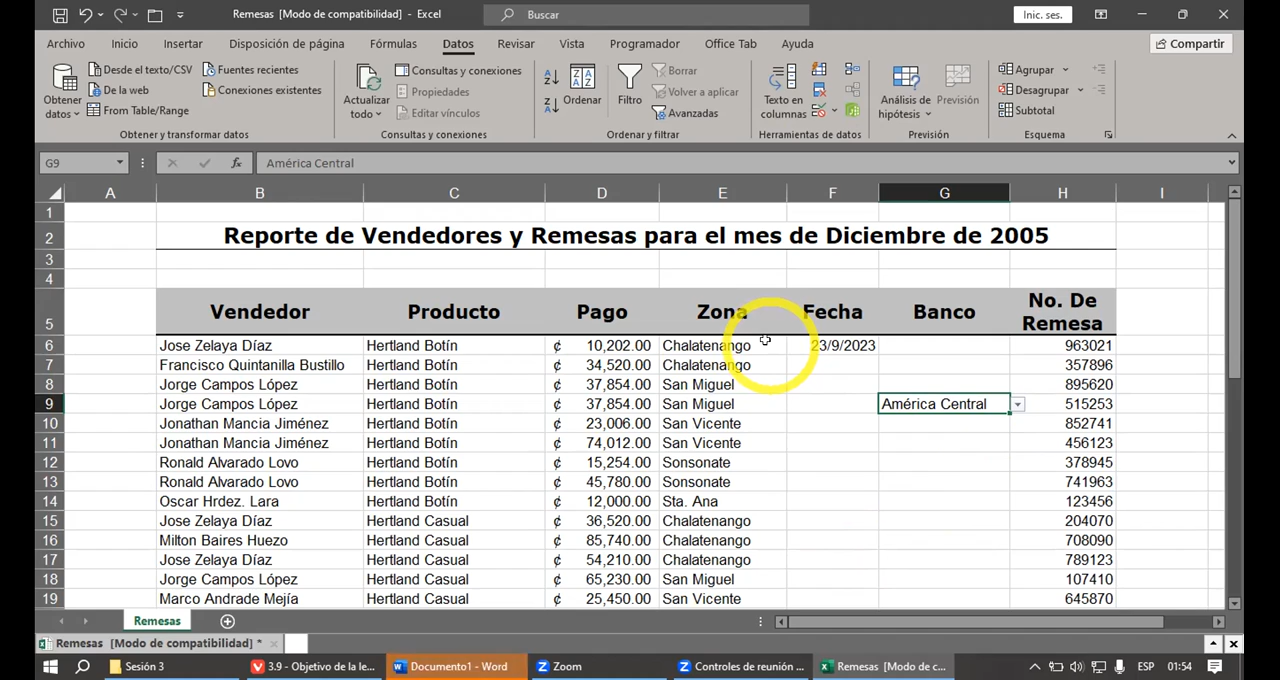 Remesas [Modo de compatibilidad] - Excel
Buscar
Inic. ses.
Archivo Inicio Insertar Disposición de página Fórmulas Datos Revisar Vista Programador Office Tab Ayuda Compartir
Obtener datos
Desde el texto/CSV
De la web
From Table/Range
Fuentes recientes
Conexiones existentes
Obtener y transformar datos
Actualizar todo
Consultas y conexiones
Propiedades
Editar vínculos
Consultas y conexiones
Ordenar
Filtro
Borrar
Volver a aplicar
Avanzadas
Ordenar y filtrar
Texto en columnas
Herramientas de datos
Análisis de hipótesis
Previsión
Previsión
Agrupar
Desagrupar
Subtotal
Esquema
G9 fx América Central
A B C D E F G H I
1
2 Reporte de Vendedores y Remesas para el mes de Diciembre de 2005
3
4
5 Vendedor Producto Pago Zona Fecha Banco No. De Remesa
6 Jose Zelaya Díaz Hertland Botín ₡ 10,202.00 Chalatenango 23/9/2023 963021
7 Francisco Quintanilla Bustillo Hertland Botín ₡ 34,520.00 Chalatenango 357896
8 Jorge Campos López Hertland Botín ₡ 37,854.00 San Miguel 895620
9 Jorge Campos López Hertland Botín ₡ 37,854.00 San Miguel América Central 515253
10 Jonathan Mancia Jiménez Hertland Botín ₡ 23,006.00 San Vicente 852741
11 Jonathan Mancia Jiménez Hertland Botín ₡ 74,012.00 San Vicente 456123
12 Ronald Alvarado Lovo Hertland Botín ₡ 15,254.00 Sonsonate 378945
13 Ronald Alvarado Lovo Hertland Botín ₡ 45,780.00 Sonsonate 741963
14 Oscar Hrdez. Lara Hertland Botín ₡ 12,000.00 Sta. Ana 123456
15 Jose Zelaya Díaz Hertland Casual ₡ 36,520.00 Chalatenango 204070
16 Milton Baires Huezo Hertland Casual ₡ 85,740.00 Chalatenango 708090
17 Jose Zelaya Díaz Hertland Casual ₡ 54,210.00 Chalatenango 789123
18 Jorge Campos López Hertland Casual ₡ 65,230.00 San Miguel 107410
19 Marco Andrade Mejía Hertland Casual ₡ 25,450.00 San Vicente 645870
Remesas
Remesas [Modo de compatibilidad] *
Sesión 3 3.9 - Objetivo de la le... Documento1 - Word Zoom Controles de reunión ... Remesas [Modo de c... ESP 01:54